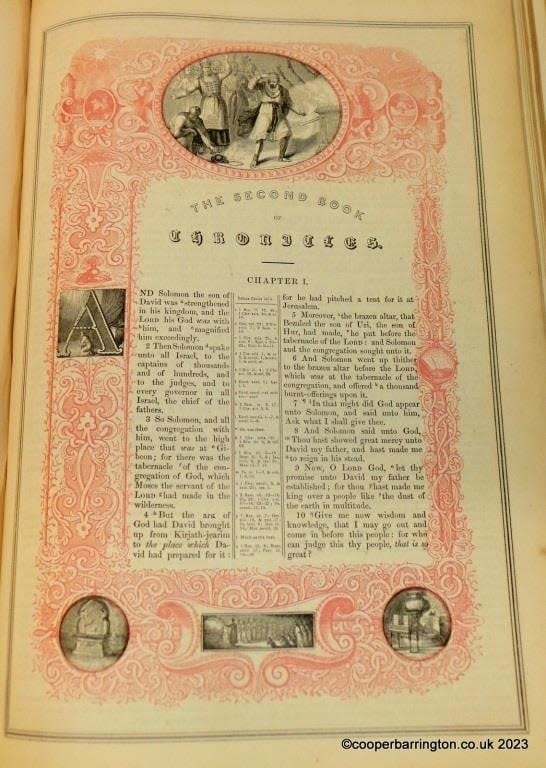 THE SECOND BOOK
OF
CHRONICLES.
CHAPTER I.
AND Solomon the son of
David was strengthened
in his kingdom, and the
LORD his God was with
him, and magnified
him exceedingly.
2 Then Solomon spake
unto all Israel, to the
captains of thousands
and of hundreds, and
to the judges, and to
every governor in all
Israel, the chief of the
fathers.
3 So Solomon, and all
the congregation with
him, went to the high
place that was at Gi-
beon; for there was the
tabernacle of the con-
gregation of God, which
Moses the servant of the
LORD had made in the
wilderness.
4 But the ark of
God had David brought
up from Kirjath-jearim
to the place which Da-
vid had prepared for it:
for he had pitched a tent for it at
Jerusalem.
5 Moreover, the brazen altar, that
Bezaleel the son of Uri, the son of
Hur, had made, he put before the
tabernacle of the LORD: and Solomon
and the congregation sought unto it.
6 And Solomon went up thither
to the brazen altar before the LORD,
which was at the tabernacle of the
congregation, and offered a thousand
burnt-offerings upon it.
7 ¶ In that night did God appear
unto Solomon, and said unto him,
Ask what I shall give thee.
8 And Solomon said unto God,
Thou hast showed great mercy unto
David my father, and hast made me
to reign in his stead.
9 Now, O LORD God, let thy
promise unto David my father be
established; for thou hast made me
king over a people like the dust of
the earth in multitude.
10 Give me now wisdom and
knowledge, that I may go out and
come in before this people: for who
can judge this thy people, that is so
great?
©cooperbarrington.co.uk 2023